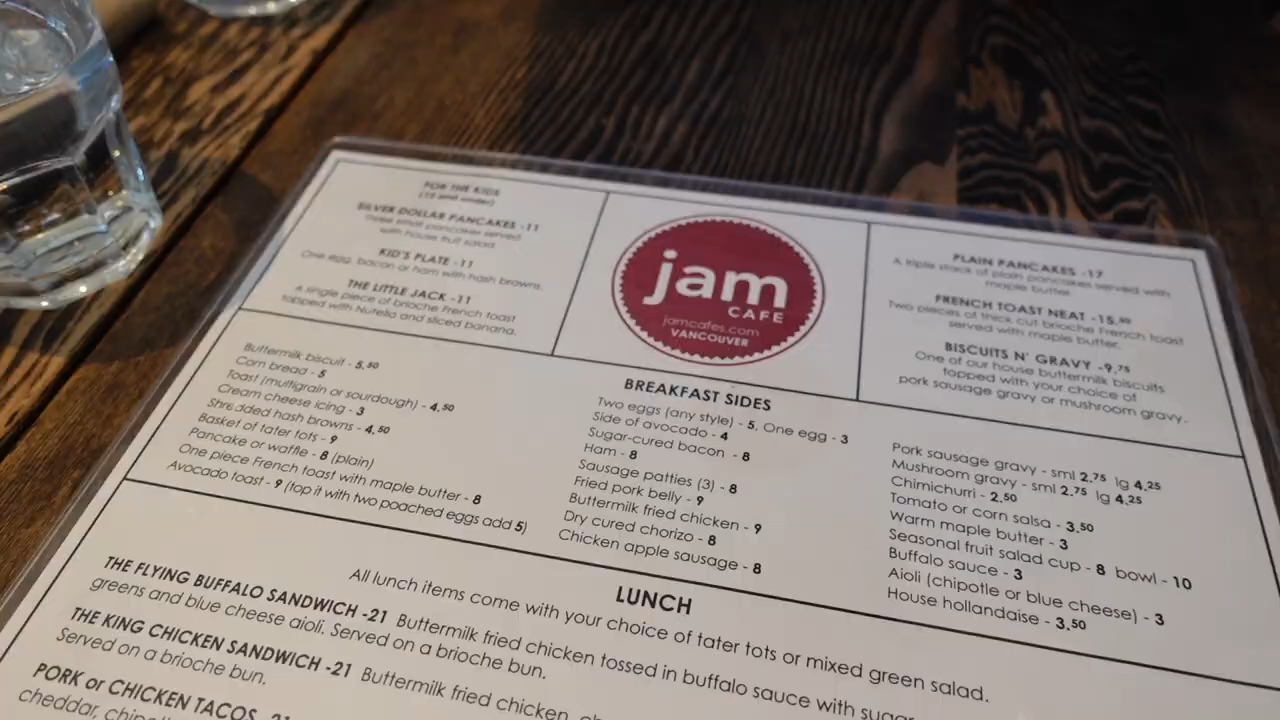 FOR THE KIDS
(12 and under)
SILVER DOLLAR PANCAKES -11
Three small pancakes served
with house fruit salad.
KID'S PLATE -11
One egg, bacon or ham with hash browns.
THE LITTLE JACK -11
A single piece of brioche French toast
topped with Nutella and sliced banana.
jam
CAFE
jamcafes.com
VANCOUVER
PLAIN PANCAKES -17
A triple stack of plain pancakes served with
maple butter.
FRENCH TOAST NEAT -15.50
Two pieces of thick cut brioche French toast
served with maple butter.
BISCUITS N' GRAVY -9.75
One of our house buttermilk biscuits
topped with your choice of
pork sausage gravy or mushroom gravy.
BREAKFAST SIDES
Buttermilk biscuit - 5.50
Corn bread - 5
Toast (multigrain or sourdough) - 4.50
Cream cheese icing - 3
Shredded hash browns - 4.50
Basket of tater tots - 9
Pancake or waffle - 8 (plain)
One piece French toast with maple butter - 8
Avocado toast - 9 (top it with two poached eggs add 5)
Two eggs (any style) - 5, One egg - 3
Side of avocado - 4
Sugar-cured bacon - 8
Ham - 8
Sausage patties (3) - 8
Fried pork belly - 9
Buttermilk fried chicken - 9
Dry cured chorizo - 8
Chicken apple sausage - 8
Pork sausage gravy - sml 2.75 lg 4.25
Mushroom gravy - sml 2.75 lg 4.25
Chimichurri - 2.50
Tomato or corn salsa - 3.50
Warm maple butter - 3
Seasonal fruit salad cup - 8 bowl - 10
Buffalo sauce - 3
Aioli (chipotle or blue cheese) - 3
House hollandaise - 3.50
LUNCH
All lunch items come with your choice of tater tots or mixed green salad.
THE FLYING BUFFALO SANDWICH -21 Buttermilk fried chicken tossed in buffalo sauce with sugar
greens and blue cheese aioli. Served on a brioche bun.
THE KING CHICKEN SANDWICH -21 Buttermilk fried chicken,
Served on a brioche bun.
PORK or CHICKEN TACOS -21
cheddar,